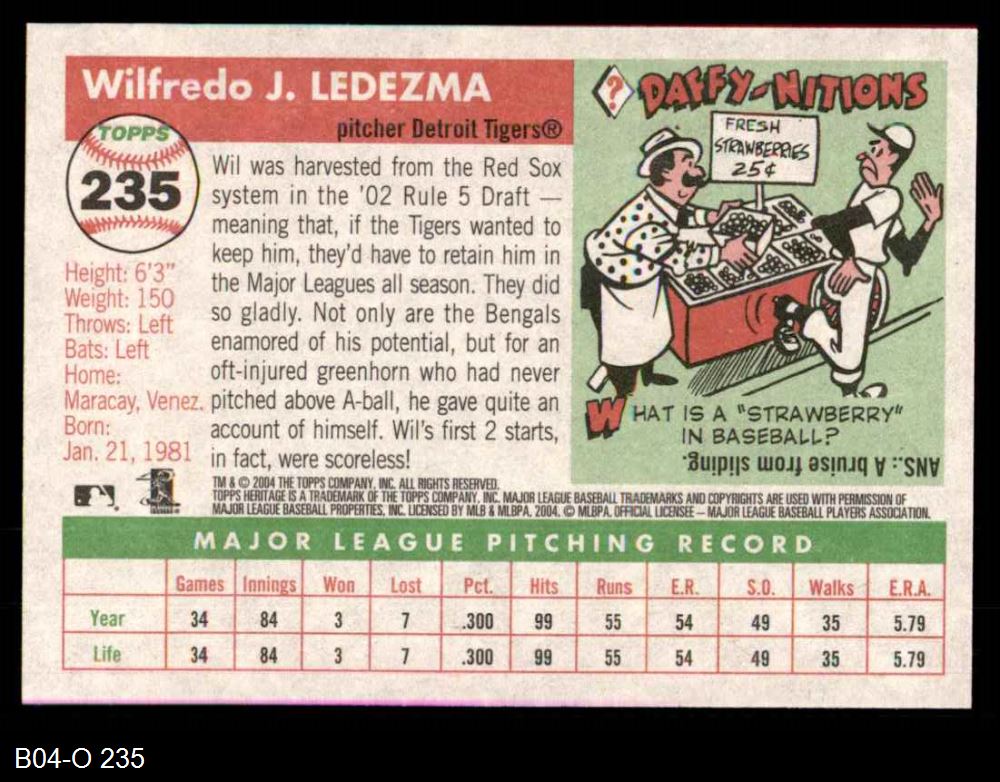 Wilfredo J. LEDEZMA
pitcher Detroit Tigers®
TOPPS
235
Height: 6'3"
Weight: 150
Throws: Left
Bats: Left
Home:
Maracay, Venez.
Born:
Jan. 21, 1981
Wil was harvested from the Red Sox
system in the '02 Rule 5 Draft —
meaning that, if the Tigers wanted to
keep him, they'd have to retain him in
the Major Leagues all season. They did
so gladly. Not only are the Bengals
enamored of his potential, but for an
oft-injured greenhorn who had never
pitched above A-ball, he gave quite an
account of himself. Wil's first 2 starts,
in fact, were scoreless!
? DAFFY-NITIONS
FRESH
STRAWBERRIES
25¢
WHAT IS A "STRAWBERRY"
IN BASEBALL?
ANS.: A bruise from sliding.
TM & © 2004 THE TOPPS COMPANY, INC. ALL RIGHTS RESERVED.
TOPPS HERITAGE IS A TRADEMARK OF THE TOPPS COMPANY, INC. MAJOR LEAGUE BASEBALL TRADEMARKS AND COPYRIGHTS ARE USED WITH PERMISSION OF
MAJOR LEAGUE BASEBALL PROPERTIES, INC. LICENSED BY MLB & MLBPA, 2004. © MLBPA. OFFICIAL LICENSEE – MAJOR LEAGUE BASEBALL PLAYERS ASSOCIATION.
MAJOR LEAGUE PITCHING RECORD
Games Innings Won Lost Pct. Hits Runs E.R. S.O. Walks E.R.A.
Year 34 84 3 7 .300 99 55 54 49 35 5.79
Life 34 84 3 7 .300 99 55 54 49 35 5.79
B04-O 235